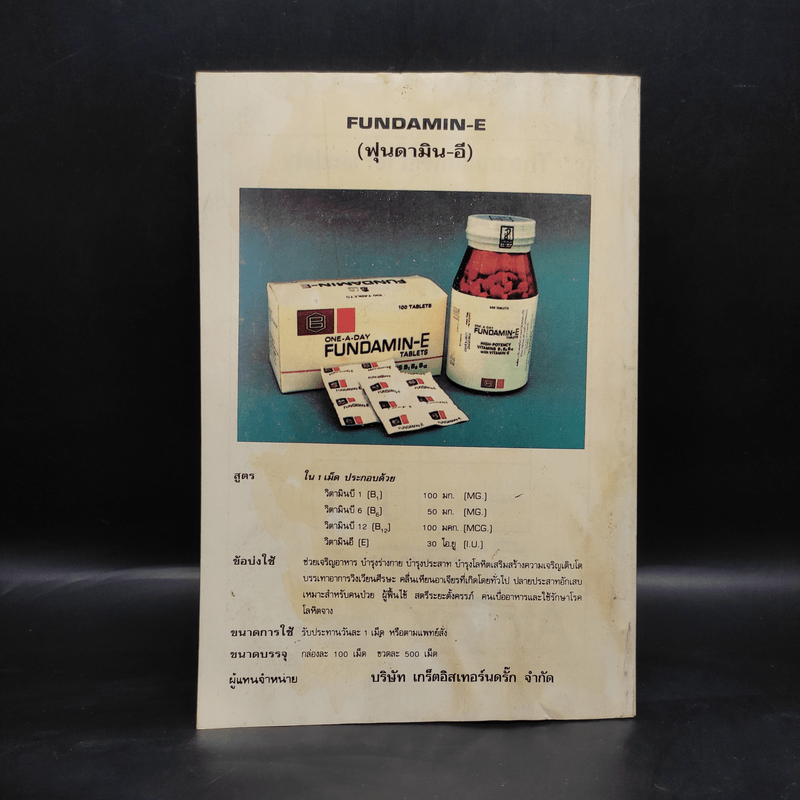 FUNDAMIN-E
(ฟุนดามิน-อี)
FUNDAMIN-E
100 TABLETS
B
ONE-A-DAY
FUNDAMIN-E
TABLETS
ONE-A-DAY
FUNDAMIN-E
TABLETS
HIGH-POTENCY
VITAMINS B₁ B₆ B₁₂
with VITAMIN E
สูตร ใน 1 เม็ด ประกอบด้วย
วิตามินบี 1 (B₁) 100 มก. (MG.)
วิตามินบี 6 (B₆) 50 มก. (MG.)
วิตามินบี 12 (B₁₂) 100 มคก. (MCG.)
วิตามินอี (E) 30 ไอ.ยู (I.U.)
ข้อบ่งใช้ ช่วยเจริญอาหาร บำรุงร่างกาย บำรุงประสาท บำรุงโลหิตเสริมสร้างความเจริญเติบโต
บรรเทาอาการวิงเวียนศีรษะ คลื่นเหียนอาเจียรที่เกิดโดยทั่วไป ปลายประสาทอักเสบ
เหมาะสำหรับคนป่วย ผู้ฟื้นไข้ สตรีระยะตั้งครรภ์ คนเบื่ออาหารและใช้รักษาโรค
โลหิตจาง
ขนาดการใช้ รับประทานวันละ 1 เม็ด หรือตามแพทย์สั่ง
ขนาดบรรจุ กล่องละ 100 เม็ด ขวดละ 500 เม็ด
ผู้แทนจำหน่าย บริษัท เกร็ตอิสเทอร์นดรั๊ก จำกัด